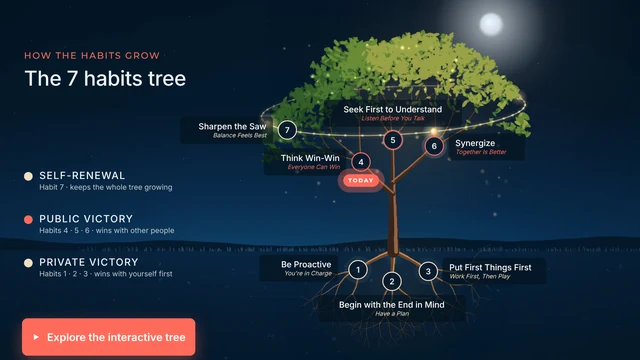 HOW THE HABITS GROW
The 7 habits tree
Seek First to Understand
Listen Before You Talk
Sharpen the Saw
Balance Feels Best
7
5
6
Synergize
Together Is Better
Think Win-Win
Everyone Can Win
4
TODAY
SELF-RENEWAL
Habit 7 · keeps the whole tree growing
PUBLIC VICTORY
Habits 4 · 5 · 6 · wins with other people
PRIVATE VICTORY
Habits 1 · 2 · 3 · wins with yourself first
Be Proactive
You're in Charge
1
2
3
Put First Things First
Work First, Then Play
Begin with the End in Mind
Have a Plan
Explore the interactive tree